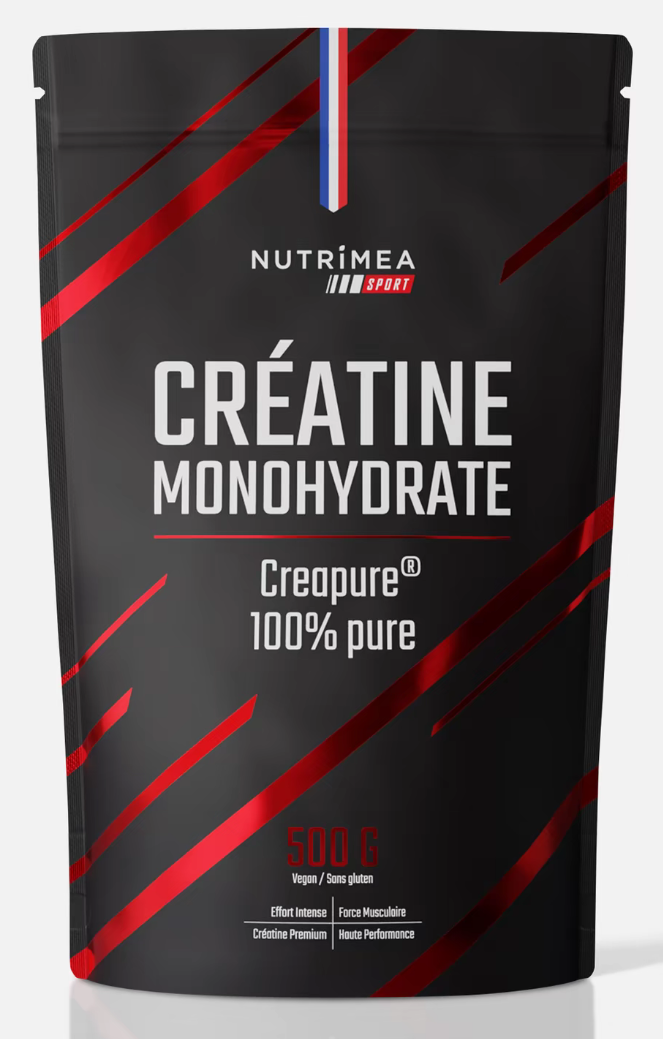 NUTRIMEA
SPORT
CRÉATINE
MONOHYDRATE
Creapure®
100% pure
500 G
Vegan / Sans gluten
Effort Intense | Force Musculaire
Créatine Premium | Haute Performance